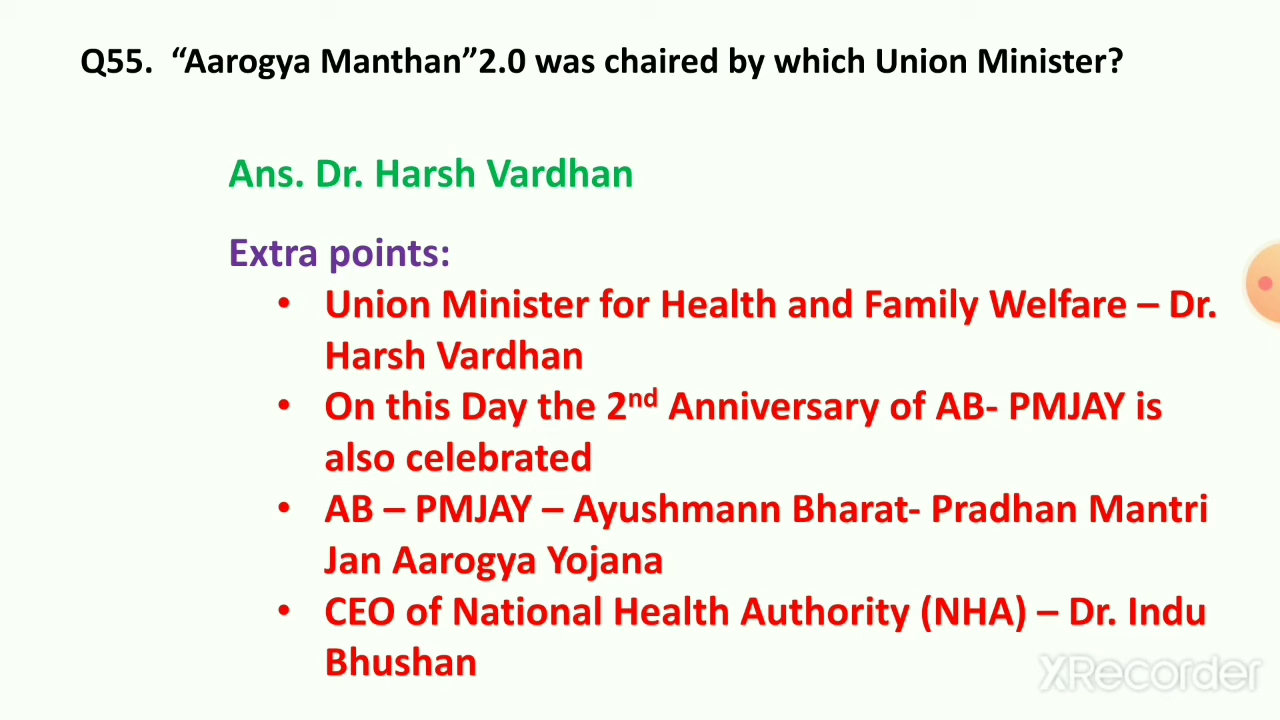 Q55. “Aarogya Manthan”2.0 was chaired by which Union Minister?
Ans. Dr. Harsh Vardhan
Extra points:
• Union Minister for Health and Family Welfare – Dr.
Harsh Vardhan
• On this Day the 2nd Anniversary of AB- PMJAY is
also celebrated
• AB – PMJAY – Ayushmann Bharat- Pradhan Mantri
Jan Aarogya Yojana
• CEO of National Health Authority (NHA) – Dr. Indu
Bhushan
XRecorder